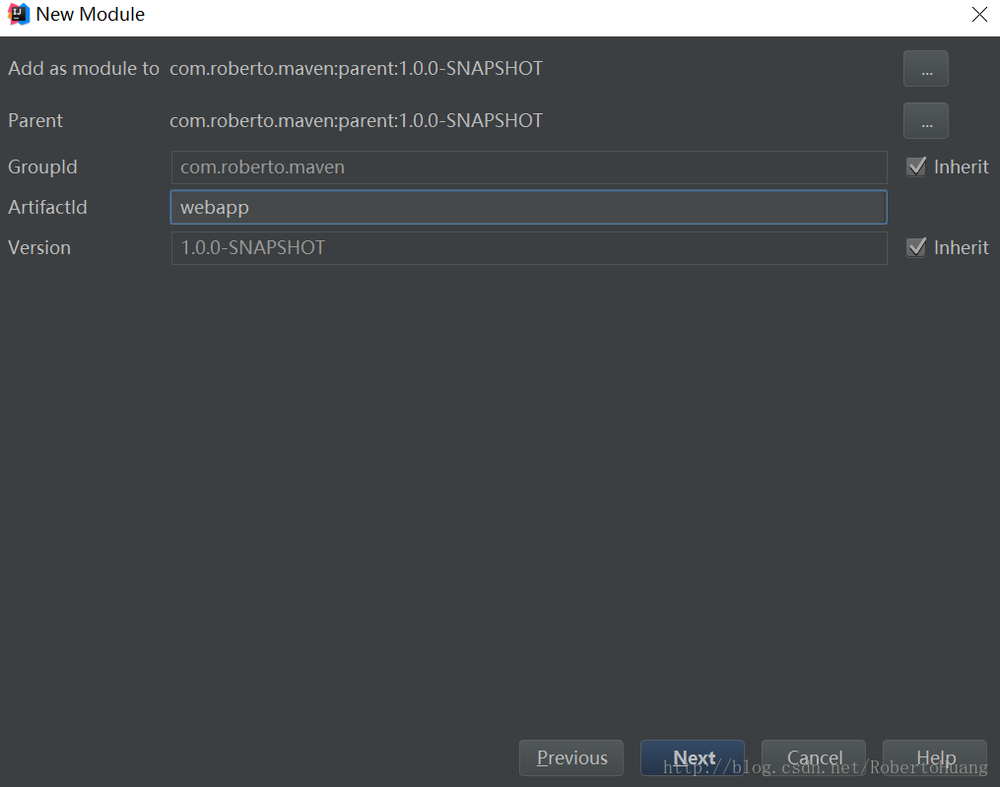 New Module
Add as module to com.roberto.maven:parent:1.0.0-SNAPSHOT ...
Parent com.roberto.maven:parent:1.0.0-SNAPSHOT ...
GroupId com.roberto.maven Inherit
ArtifactId webapp
Version 1.0.0-SNAPSHOT Inherit
Previous Next Cancel Help
http://blog.csdn.net/Robertohuang